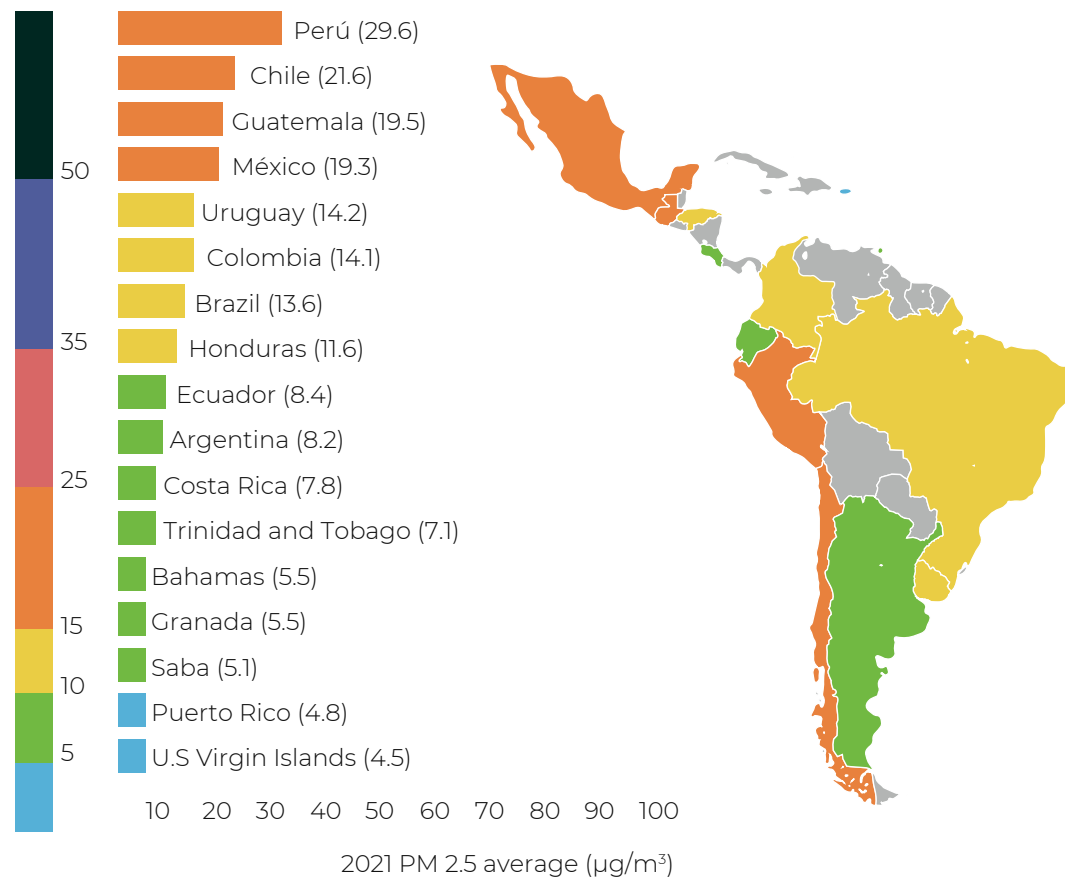 Perú (29.6)
Chile (21.6)
Guatemala (19.5)
México (19.3)
Uruguay (14.2)
Colombia (14.1)
Brazil (13.6)
Honduras (11.6)
Ecuador (8.4)
Argentina (8.2)
Costa Rica (7.8)
Trinidad and Tobago (7.1)
Bahamas (5.5)
Granada (5.5)
Saba (5.1)
Puerto Rico (4.8)
U.S Virgin Islands (4.5)
50
35
25
15
10
5
10 20 30 40 50 60 70 80 90 100
2021 PM 2.5 average (µg/m³)